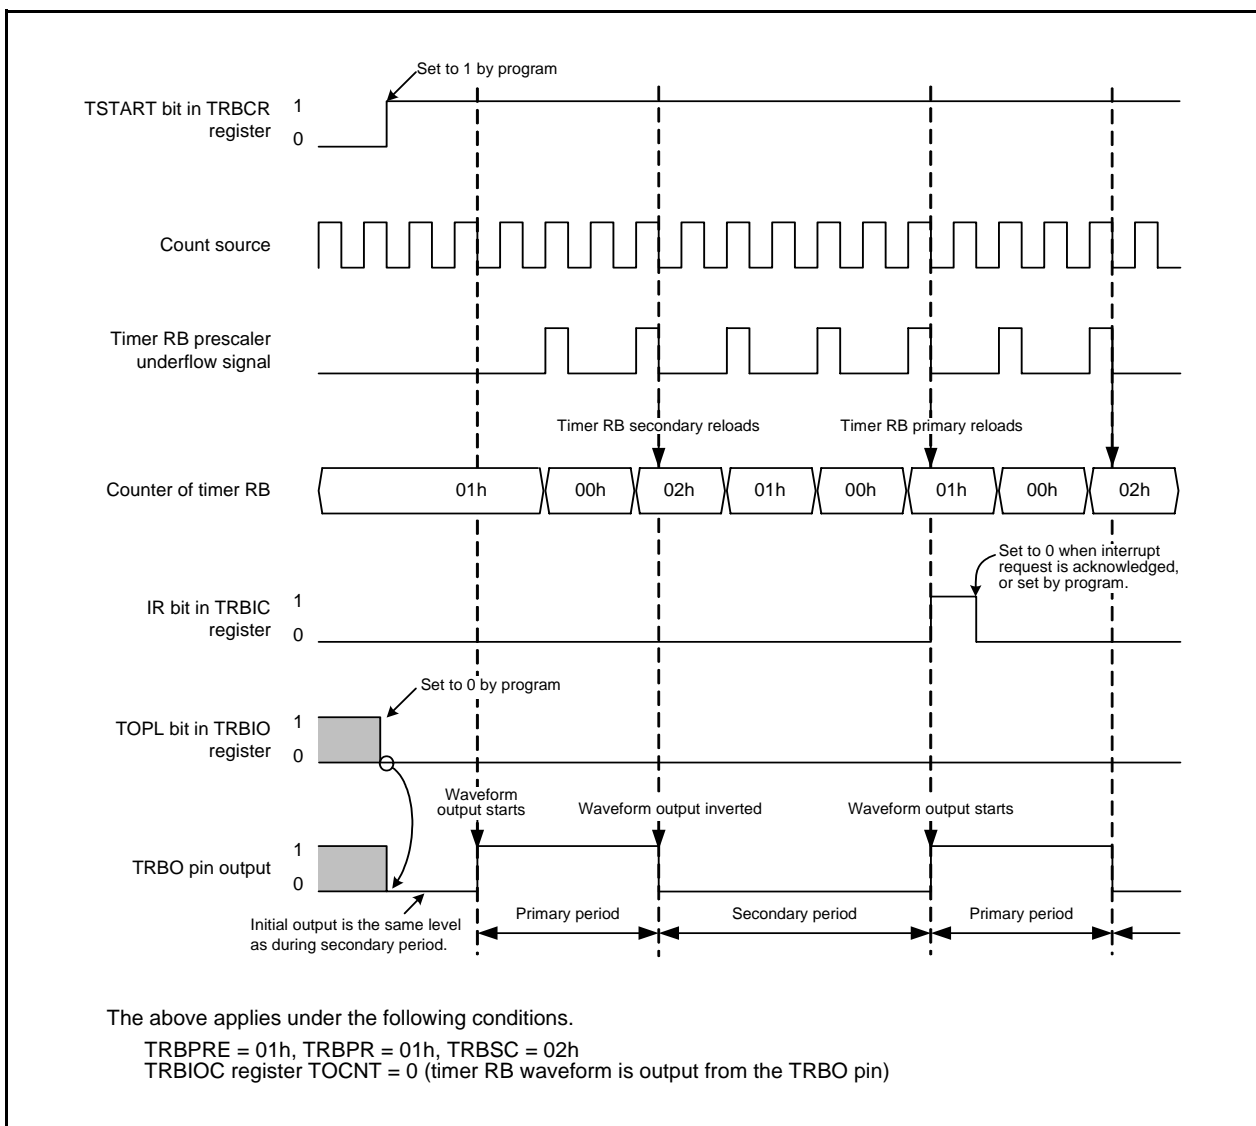 Set to 1 by program
TSTART bit in TRBCR
register
1
0
Count source
Timer RB prescaler
underflow signal
Timer RB secondary reloads
Timer RB primary reloads
Counter of timer RB
01h
00h
02h
01h
00h
01h
00h
02h
Set to 0 when interrupt
request is acknowledged,
or set by program.
IR bit in TRBIC
register
1
0
Set to 0 by program
TOPL bit in TRBIO
register
1
0
Waveform
output starts
Waveform output inverted
Waveform output starts
TRBO pin output
1
0
Initial output is the same level
as during secondary period.
Primary period
Secondary period
Primary period
The above applies under the following conditions.
TRBPRE = 01h, TRBPR = 01h, TRBSC = 02h
TRBIOC register TOCNT = 0 (timer RB waveform is output from the TRBO pin)